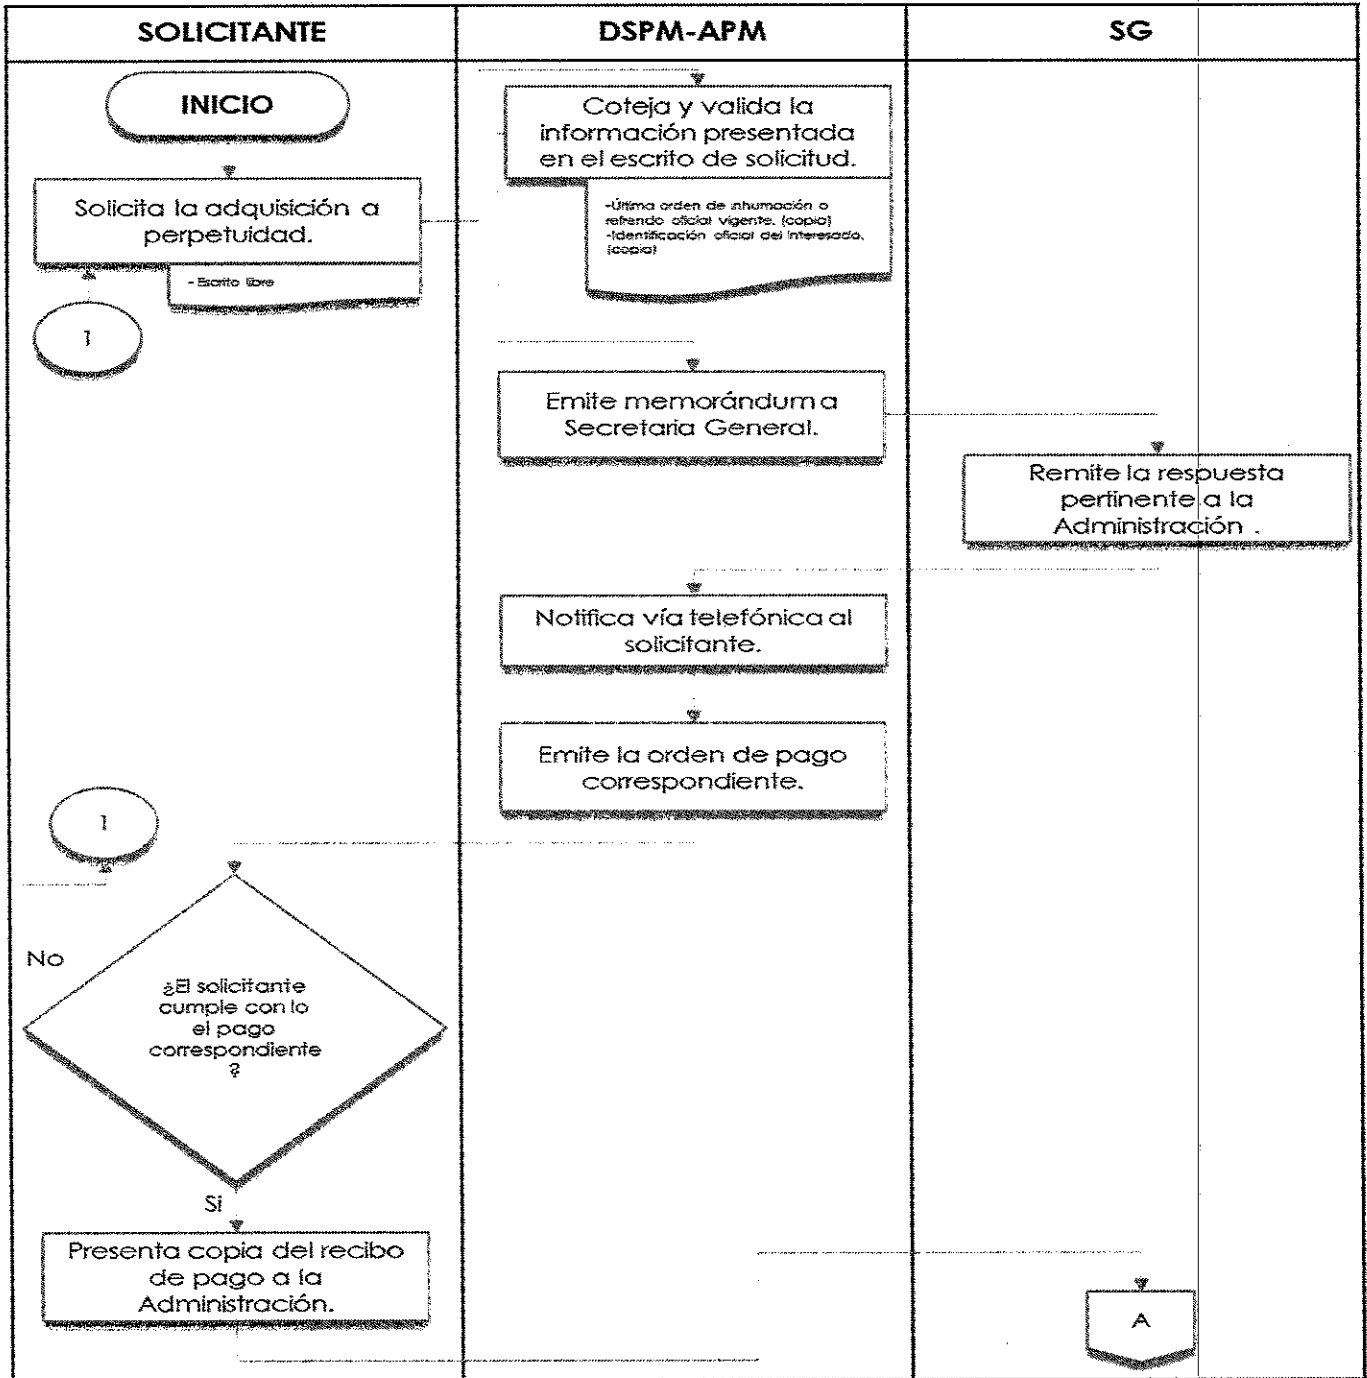 SOLICITANTE
DSPM-APM
SG
INICIO
Solicita la adquisición a
perpetuidad.
- Escrito libre
1
Coteja y valida la
información presentada
en el escrito de solicitud.
-Última orden de inhumación o
refrendo oficial vigente. (copia)
-Identificación oficial del interesado.
(copia)
Emite memorándum a
Secretaria General.
Remite la respuesta
pertinente a la
Administración .
Notifica vía telefónica al
solicitante.
Emite la orden de pago
correspondiente.
1
No
¿El solicitante
cumple con lo
el pago
correspondiente
?
Si
Presenta copia del recibo
de pago a la
Administración.
A